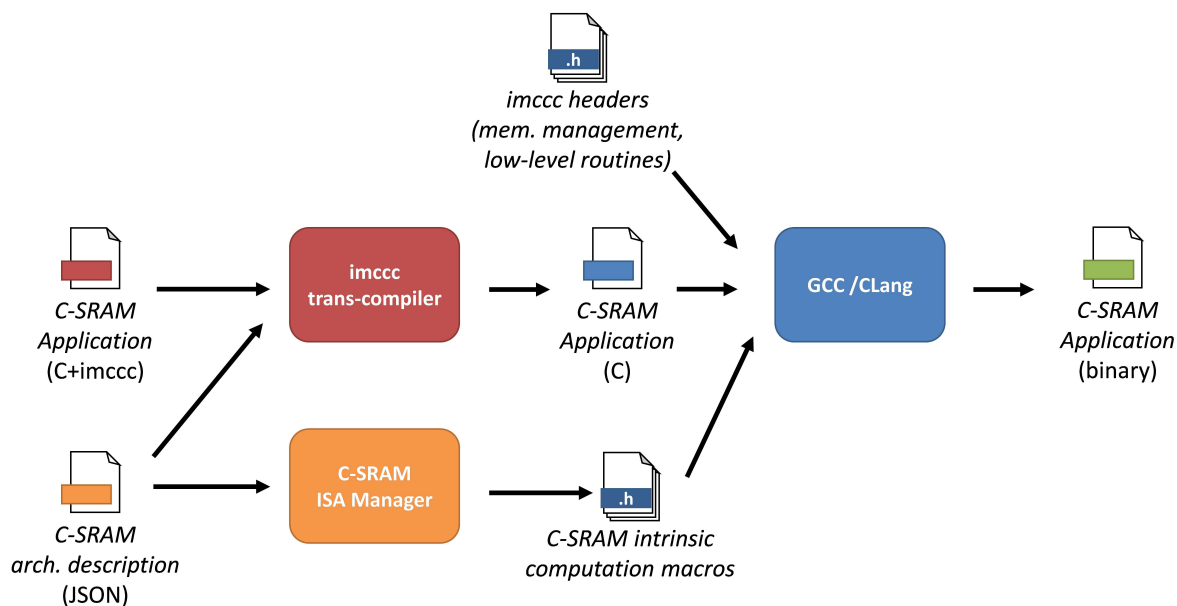 .h
imccc headers
(mem. management,
low-level routines)
C-SRAM
Application
(C+imccc)
imccc
trans-compiler
C-SRAM
Application
(C)
GCC /CLang
C-SRAM
Application
(binary)
C-SRAM
arch. description
(JSON)
C-SRAM
ISA Manager
.h
C-SRAM intrinsic
computation macros